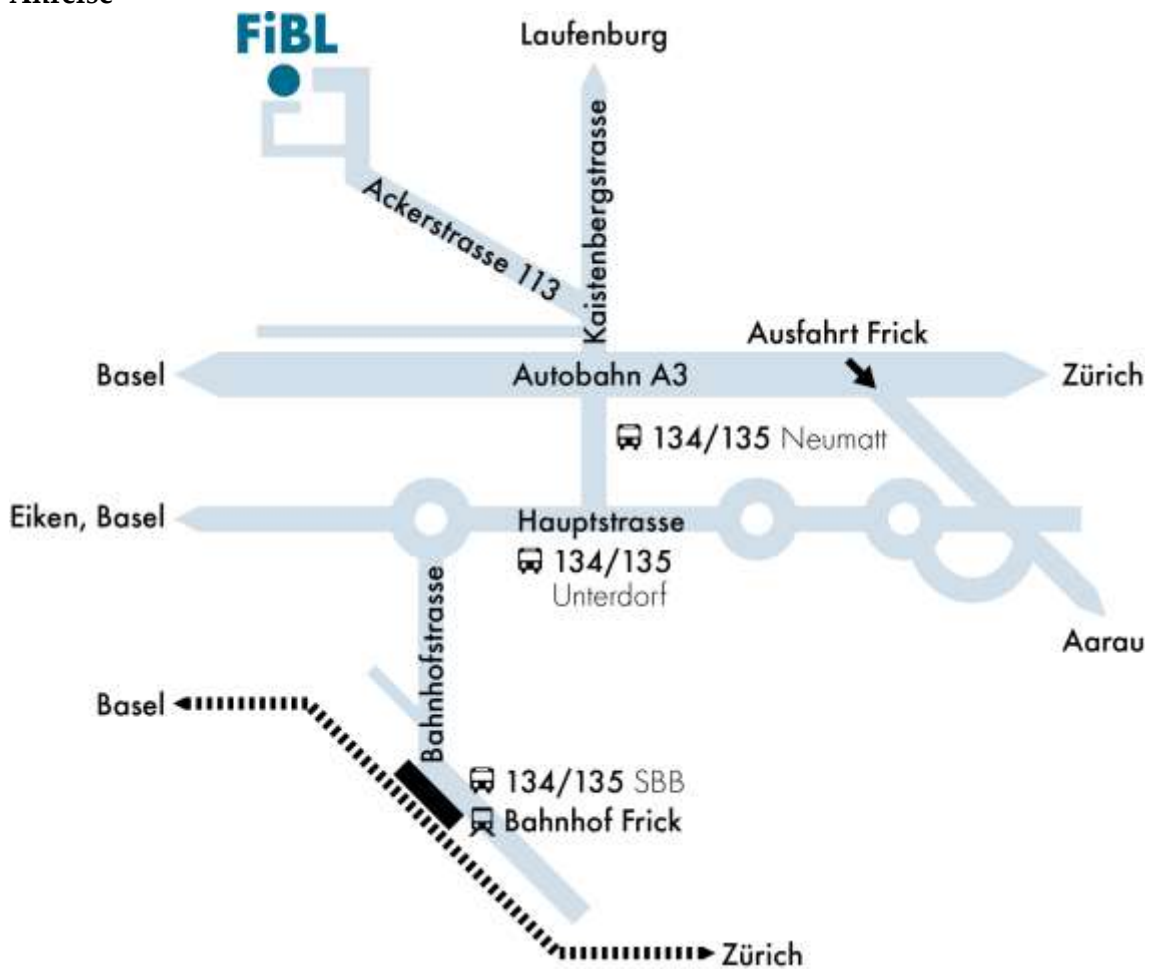 Anreise
FiBL
Laufenburg
Kaistenbergstrasse
Ackerstrasse 113
Ausfahrt Frick
Basel
Autobahn A3
Zürich
134/135 Neumatt
Eiken, Basel
Hauptstrasse
134/135
Unterdorf
Aarau
Bahnhofstrasse
Basel
134/135 SBB
Bahnhof Frick
Zürich